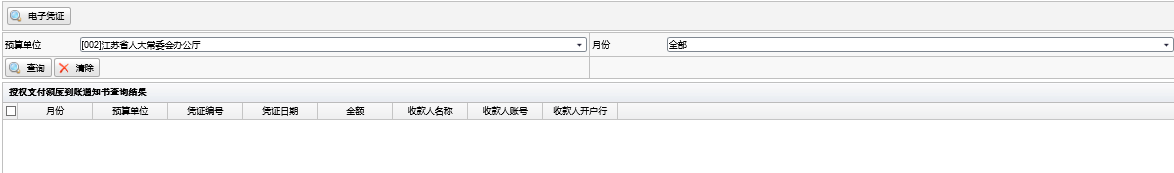 电子凭证
预算单位 [002]江苏省人大常委会办公厅 月份 全部
查询 清除
授权支付额度到账通知书查询结果
月份 预算单位 凭证编号 凭证日期 金额 收款人名称 收款人账号 收款人开户行